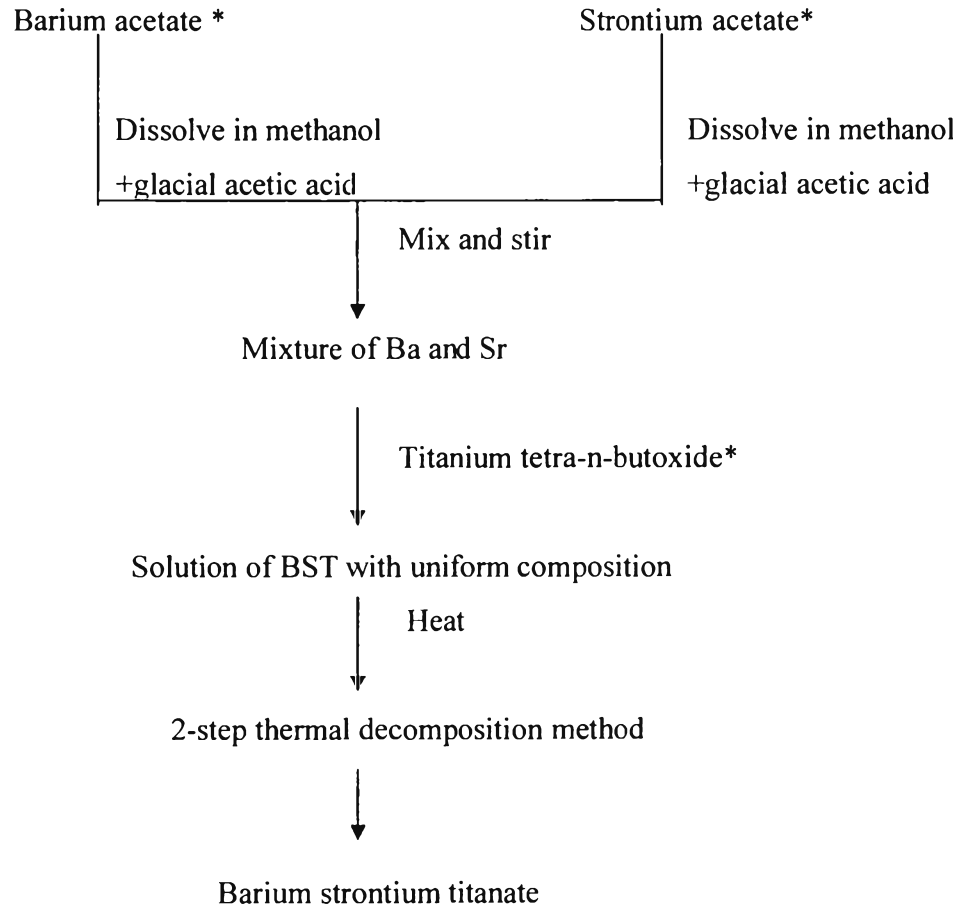 Barium acetate *
Strontium acetate*
Dissolve in methanol
+glacial acetic acid
Dissolve in methanol
+glacial acetic acid
Mix and stir
Mixture of Ba and Sr
Titanium tetra-n-butoxide*
Solution of BST with uniform composition
Heat
2-step thermal decomposition method
Barium strontium titanate